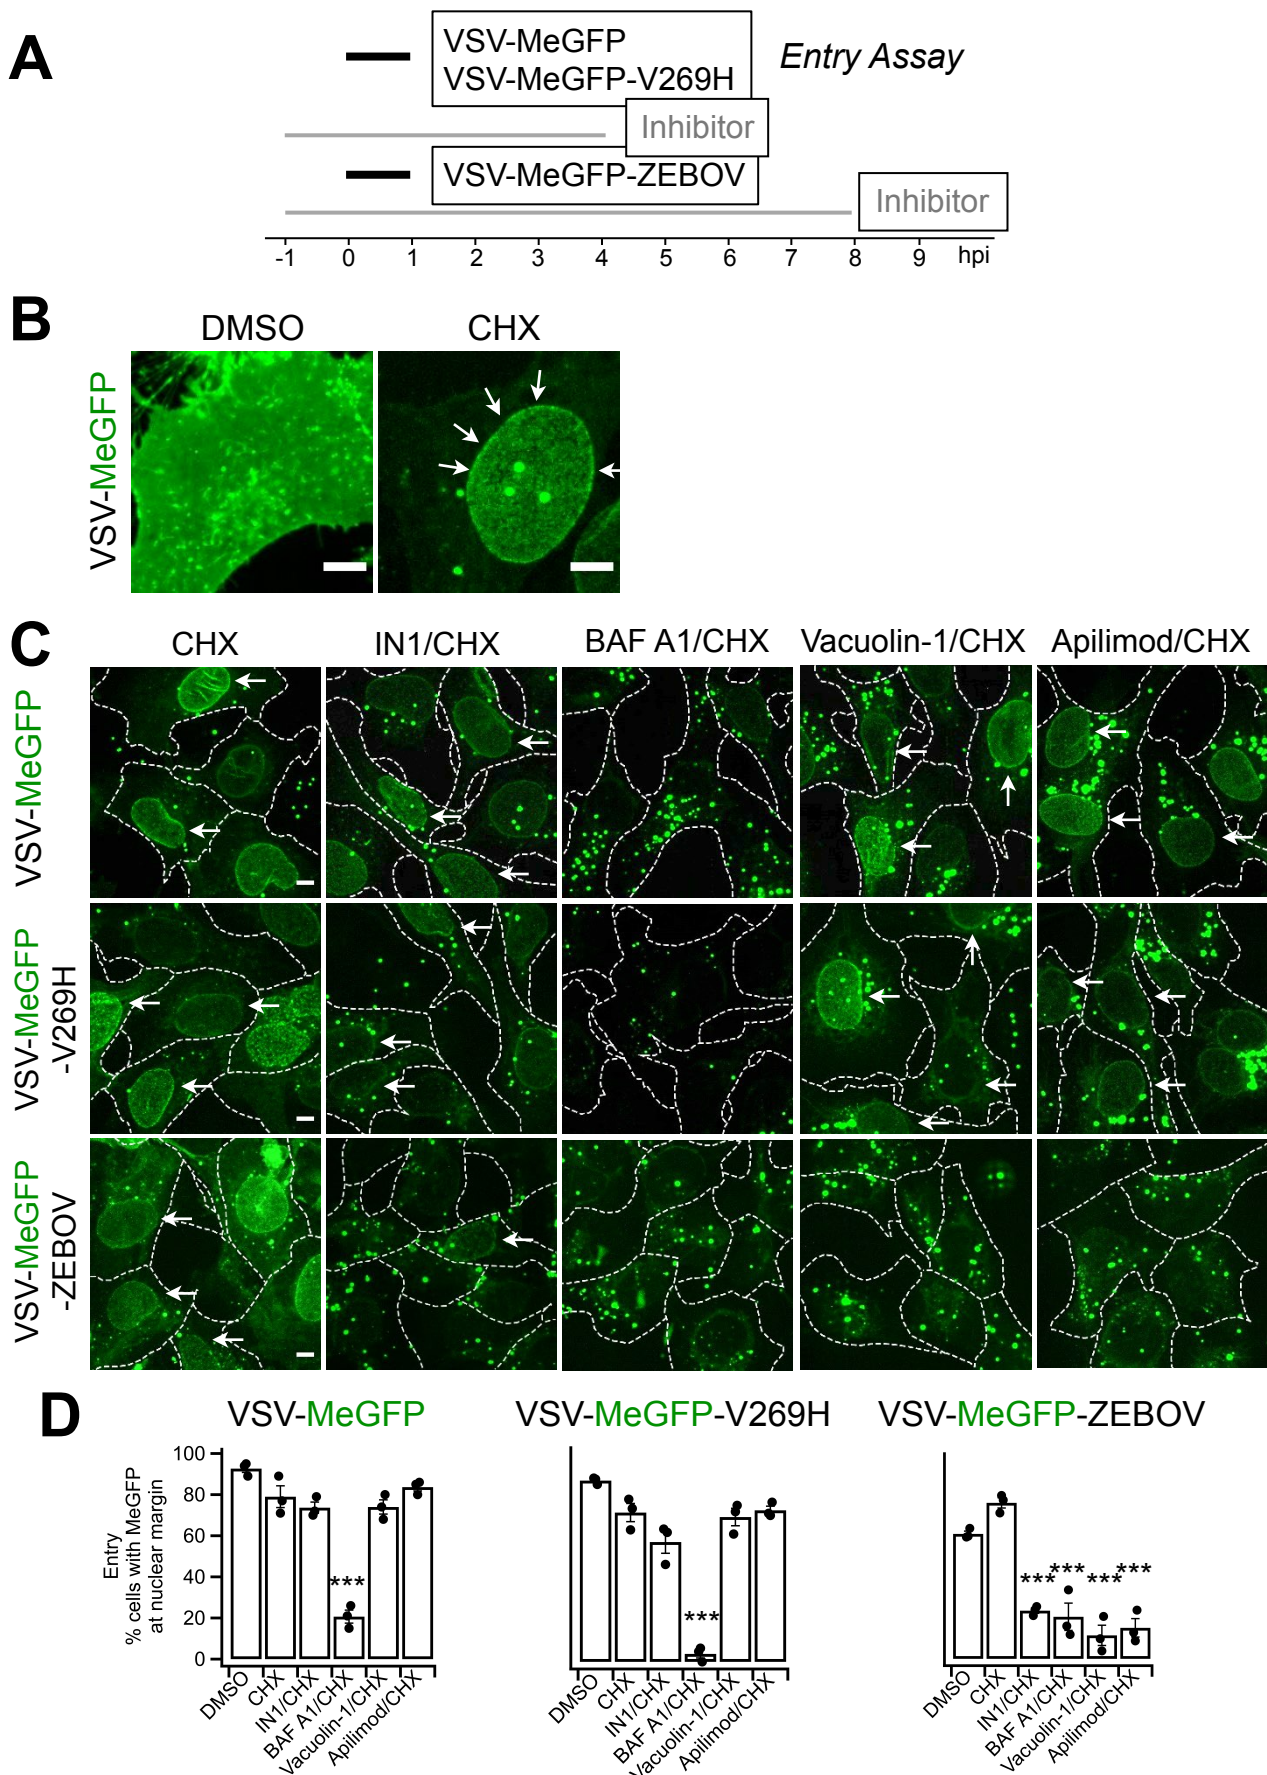 A
VSV-MeGFP
VSV-MeGFP-V269H
Entry Assay
Inhibitor
VSV-MeGFP-ZEBOV
Inhibitor
-1 0 1 2 3 4 5 6 7 8 9 hpi
B
DMSO CHX
VSV-MeGFP
C
CHX IN1/CHX BAF A1/CHX Vacuolin-1/CHX Apilimod/CHX
VSV-MeGFP
VSV-MeGFP
-V269H
VSV-MeGFP
-ZEBOV
D
VSV-MeGFP VSV-MeGFP-V269H VSV-MeGFP-ZEBOV
Entry
% cells with MeGFP
at nuclear margin
100
80
60
40
20
0
***
***
*** *** *** ***
DMSO CHX IN1/CHX BAF A1/CHX Vacuolin-1/CHX Apilimod/CHX
DMSO CHX IN1/CHX BAF A1/CHX Vacuolin-1/CHX Apilimod/CHX
DMSO CHX IN1/CHX BAF A1/CHX Vacuolin-1/CHX Apilimod/CHX